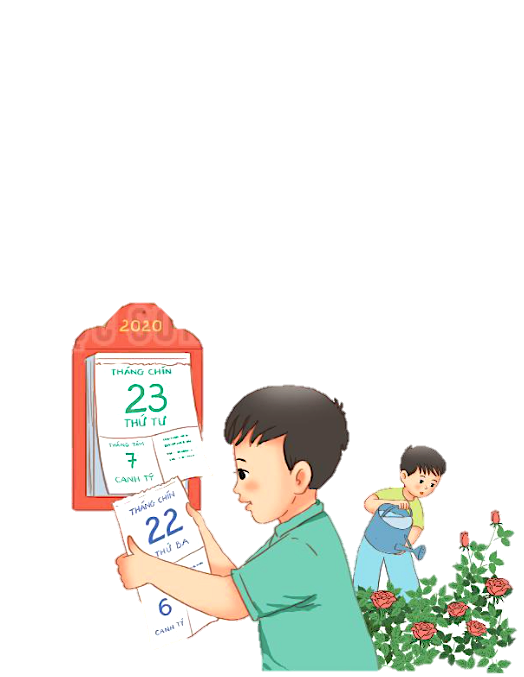 2020
THÁNG CHÍN
23
THỨ TƯ
THÁNG TÁM
7
CANH TÝ
THÁNG CHÍN
22
THỨ BA
6
CANH TÝ